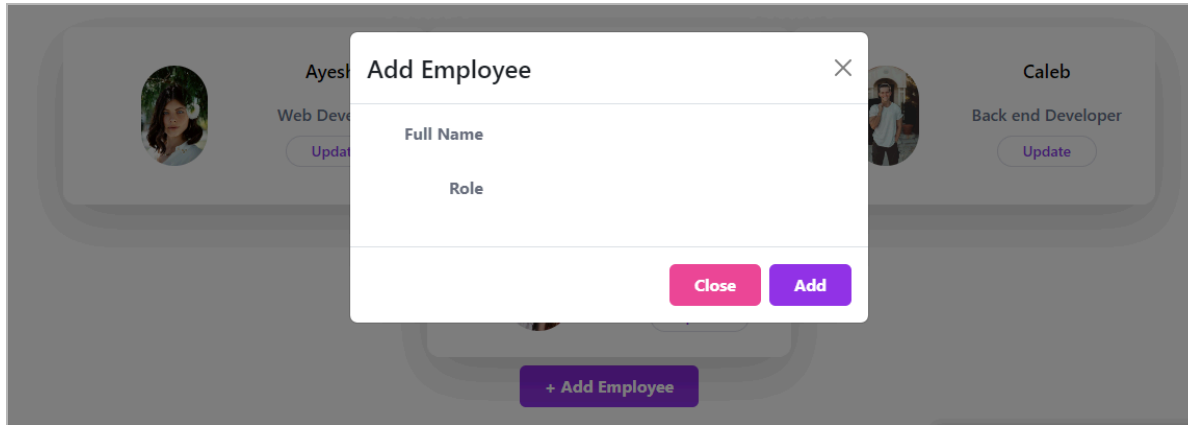 Add Employee
Ayesh
Caleb
Web Deve
Back end Developer
Updat
Update
Full Name
Role
Close
Add
+ Add Employee